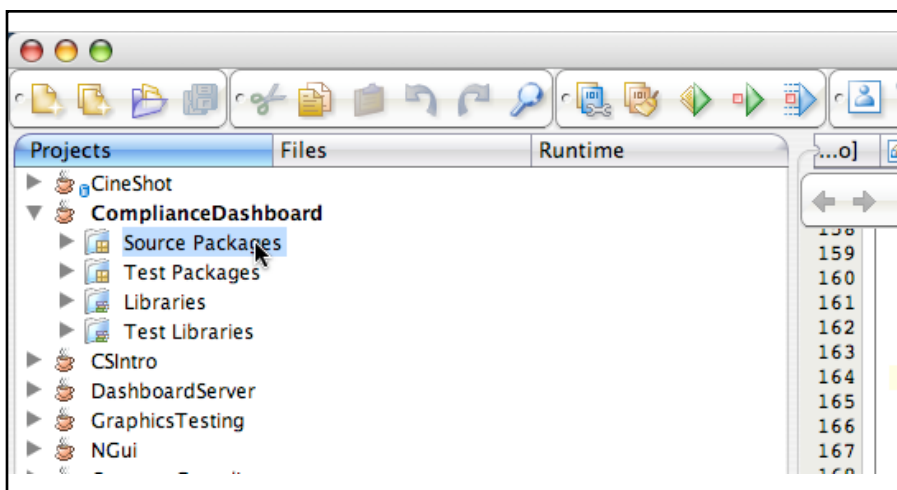 Projects Files Runtime ...o]
CineShot
ComplianceDashboard
Source Packages
Test Packages
Libraries
Test Libraries
CSIntro
DashboardServer
GraphicsTesting
NGui
158
159
160
161
162
163
164
165
166
167